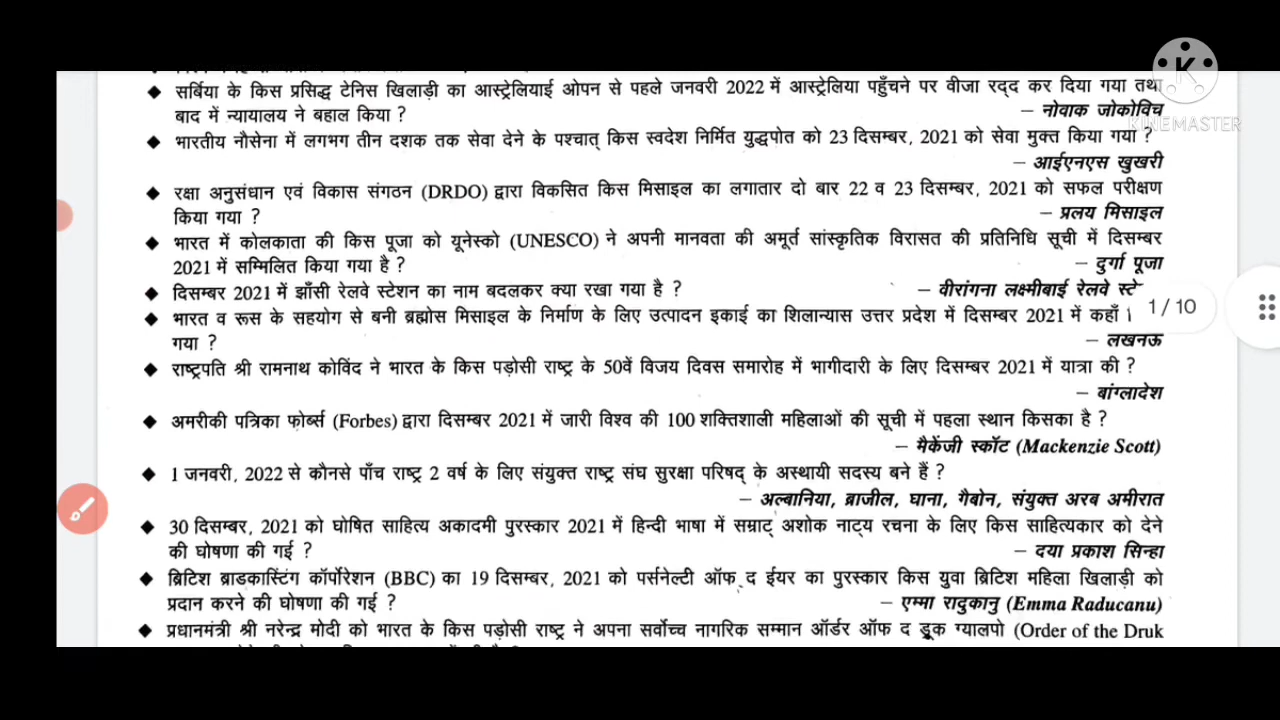 ◆ सर्बिया के किस प्रसिद्ध टेनिस खिलाड़ी का आस्ट्रेलियाई ओपन से पहले जनवरी 2022 में आस्ट्रेलिया पहुँचने पर वीजा रद्द कर दिया गया तथा
बाद में न्यायालय ने बहाल किया ? – नोवाक जोकोविच
KINEMASTER
◆ भारतीय नौसेना में लगभग तीन दशक तक सेवा देने के पश्चात् किस स्वदेश निर्मित युद्धपोत को 23 दिसम्बर, 2021 को सेवा मुक्त किया गया ?
– आईएनएस खुखरी
◆ रक्षा अनुसंधान एवं विकास संगठन (DRDO) द्वारा विकसित किस मिसाइल का लगातार दो बार 22 व 23 दिसम्बर, 2021 को सफल परीक्षण
किया गया ? – प्रलय मिसाइल
◆ भारत में कोलकाता की किस पूजा को यूनेस्को (UNESCO) ने अपनी मानवता की अमूर्त सांस्कृतिक विरासत की प्रतिनिधि सूची में दिसम्बर
2021 में सम्मिलित किया गया है ? – दुर्गा पूजा
◆ दिसम्बर 2021 में झाँसी रेलवे स्टेशन का नाम बदलकर क्या रखा गया है ? – वीरांगना लक्ष्मीबाई रेलवे स्टे
1 / 10
◆ भारत व रूस के सहयोग से बनी ब्रह्मोस मिसाइल के निर्माण के लिए उत्पादन इकाई का शिलान्यास उत्तर प्रदेश में दिसम्बर 2021 में कहाँ
गया ? – लखनऊ
◆ राष्ट्रपति श्री रामनाथ कोविंद ने भारत के किस पड़ोसी राष्ट्र के 50वें विजय दिवस समारोह में भागीदारी के लिए दिसम्बर 2021 में यात्रा की ?
– बांग्लादेश
◆ अमरीकी पत्रिका फोर्ब्स (Forbes) द्वारा दिसम्बर 2021 में जारी विश्व की 100 शक्तिशाली महिलाओं की सूची में पहला स्थान किसका है ?
– मैकेंजी स्कॉट (Mackenzie Scott)
◆ 1 जनवरी, 2022 से कौनसे पाँच राष्ट्र 2 वर्ष के लिए संयुक्त राष्ट्र संघ सुरक्षा परिषद् के अस्थायी सदस्य बने हैं ?
– अल्बानिया, ब्राजील, घाना, गैबोन, संयुक्त अरब अमीरात
◆ 30 दिसम्बर, 2021 को घोषित साहित्य अकादमी पुरस्कार 2021 में हिन्दी भाषा में सम्राट् अशोक नाट्य रचना के लिए किस साहित्यकार को देने
की घोषणा की गई ? – दया प्रकाश सिन्हा
◆ ब्रिटिश ब्राडकास्टिंग कॉर्पोरेशन (BBC) का 19 दिसम्बर, 2021 को पर्सनेल्टी ऑफ द ईयर का पुरस्कार किस युवा ब्रिटिश महिला खिलाड़ी को
प्रदान करने की घोषणा की गई ? – एम्मा रादुकानु (Emma Raducanu)
◆ प्रधानमंत्री श्री नरेन्द्र मोदी को भारत के किस पड़ोसी राष्ट्र ने अपना सर्वोच्च नागरिक सम्मान ऑर्डर ऑफ द ड्रूक ग्यालपो (Order of the Druk